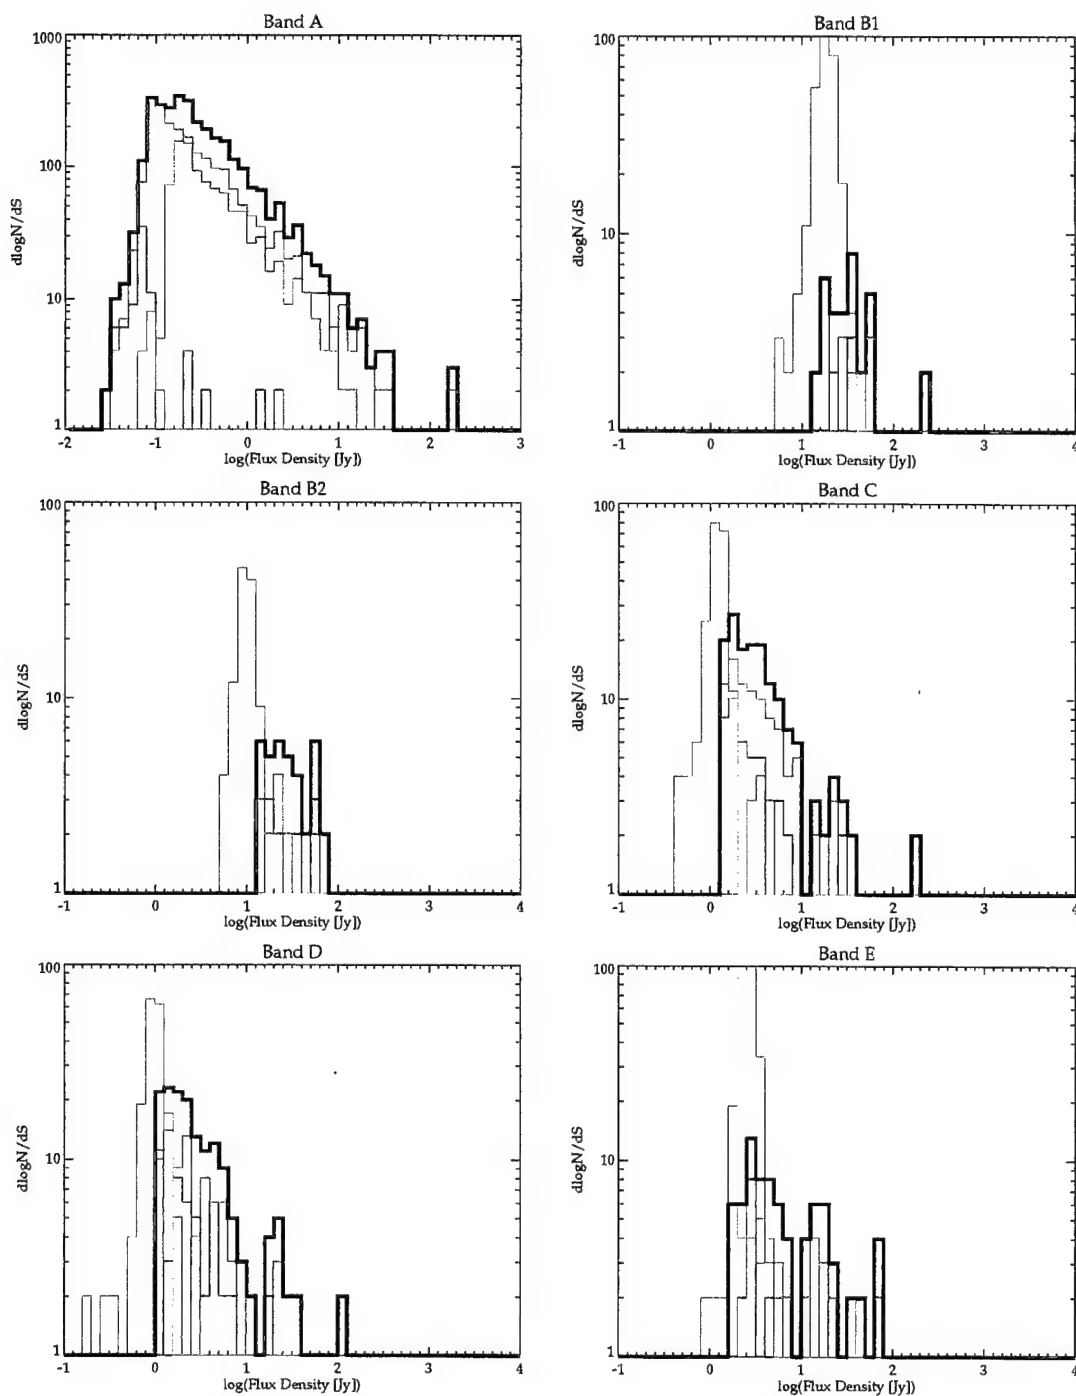 Band A
1000
100
10
1
dlogN/dS
-2 -1 0 1 2 3
log(Flux Density [Jy])
Band B1
100
10
1
dlogN/dS
-1 0 1 2 3 4
log(Flux Density [Jy])
Band B2
100
10
1
dlogN/dS
-1 0 1 2 3 4
log(Flux Density [Jy])
Band C
100
10
1
dlogN/dS
-1 0 1 2 3 4
log(Flux Density [Jy])
Band D
100
10
1
dlogN/dS
-1 0 1 2 3 4
log(Flux Density [Jy])
Band E
100
10
1
dlogN/dS
-1 0 1 2 3 4
log(Flux Density [Jy])